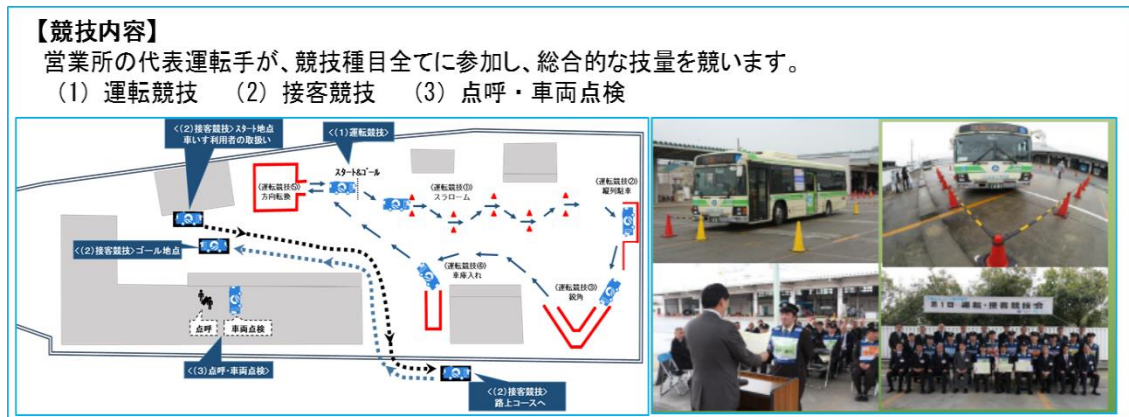 【競技内容】
営業所の代表運転手が、競技種目全てに参加し、総合的な技量を競います。
（1）運転競技　（2）接客競技　（3）点呼・車両点検
<(2)接客競技>スタート地点
車いす利用者の取扱い
<(1)運転競技>
スタート&ゴール
(運転競技⑤)
方向転換
(運転競技①)
スラローム
(運転競技②)
縦列駐車
<(2)接客競技>ゴール地点
(運転競技⑥)
車庫入れ
(運転競技③)
鋭角
点呼
車両点検
<(3)点呼・車両点検>
<(2)接客競技>
路上コースへ
第1回 運転・接客競技会